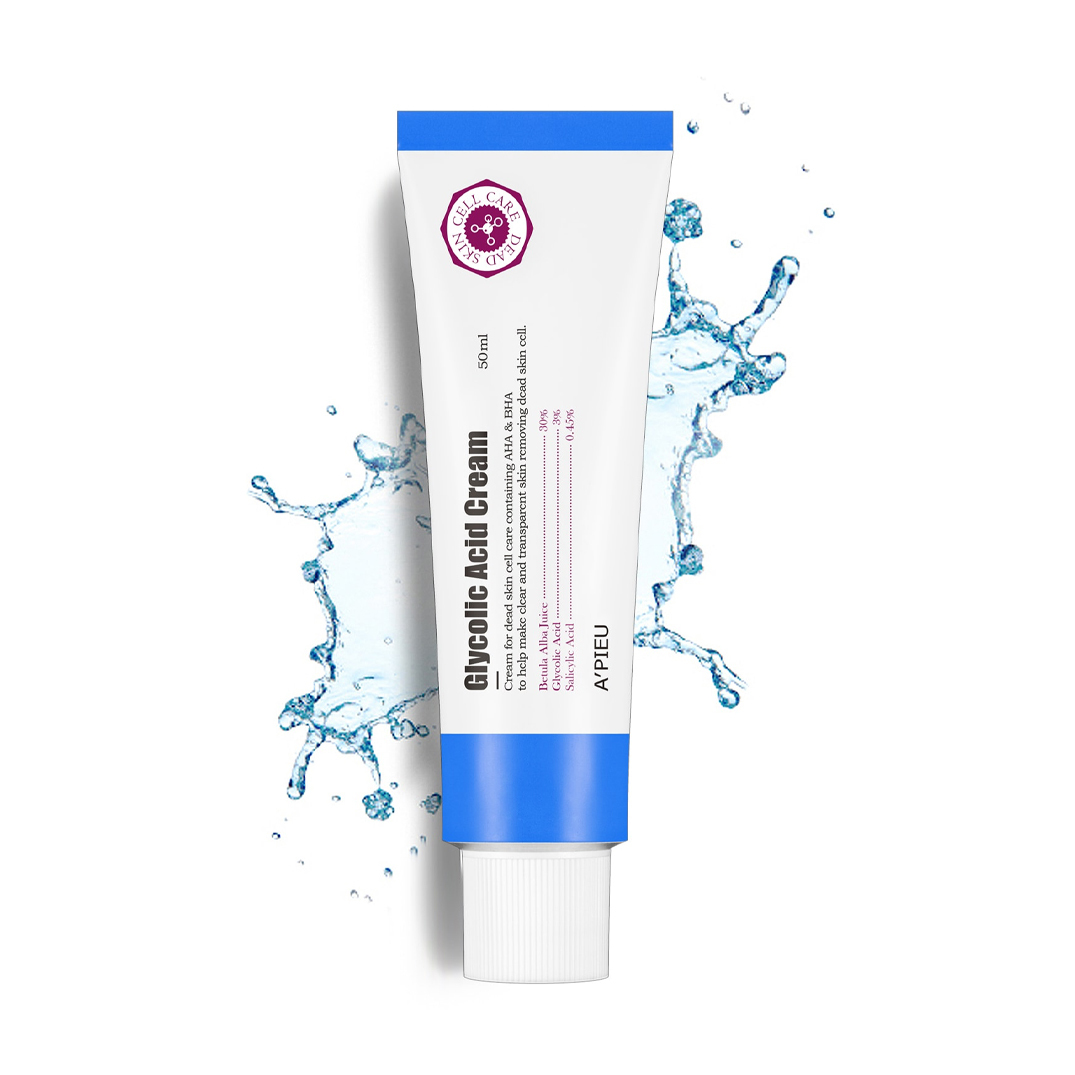 DEAD SKIN CELL CARE
50ml
Glycolic Acid Cream
Cream for dead skin cell care containing AHA & BHA
to help make clear and transparent skin removing dead skin cell.
Betula Alba Juice 30%
Glycolic Acid 3%
Salicylic Acid 0.45%
A'PIEU